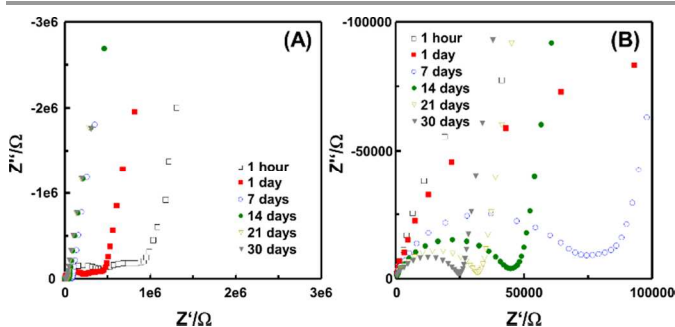 -3e6
(A)
-2e6
Z''/Ω
-1e6
0
0 1e6 2e6 3e6
Z'/Ω
1 hour
1 day
7 days
14 days
21 days
30 days
-100000
(B)
1 hour
1 day
7 days
14 days
21 days
30 days
Z''/Ω
-50000
0
0 50000 100000
Z'/Ω